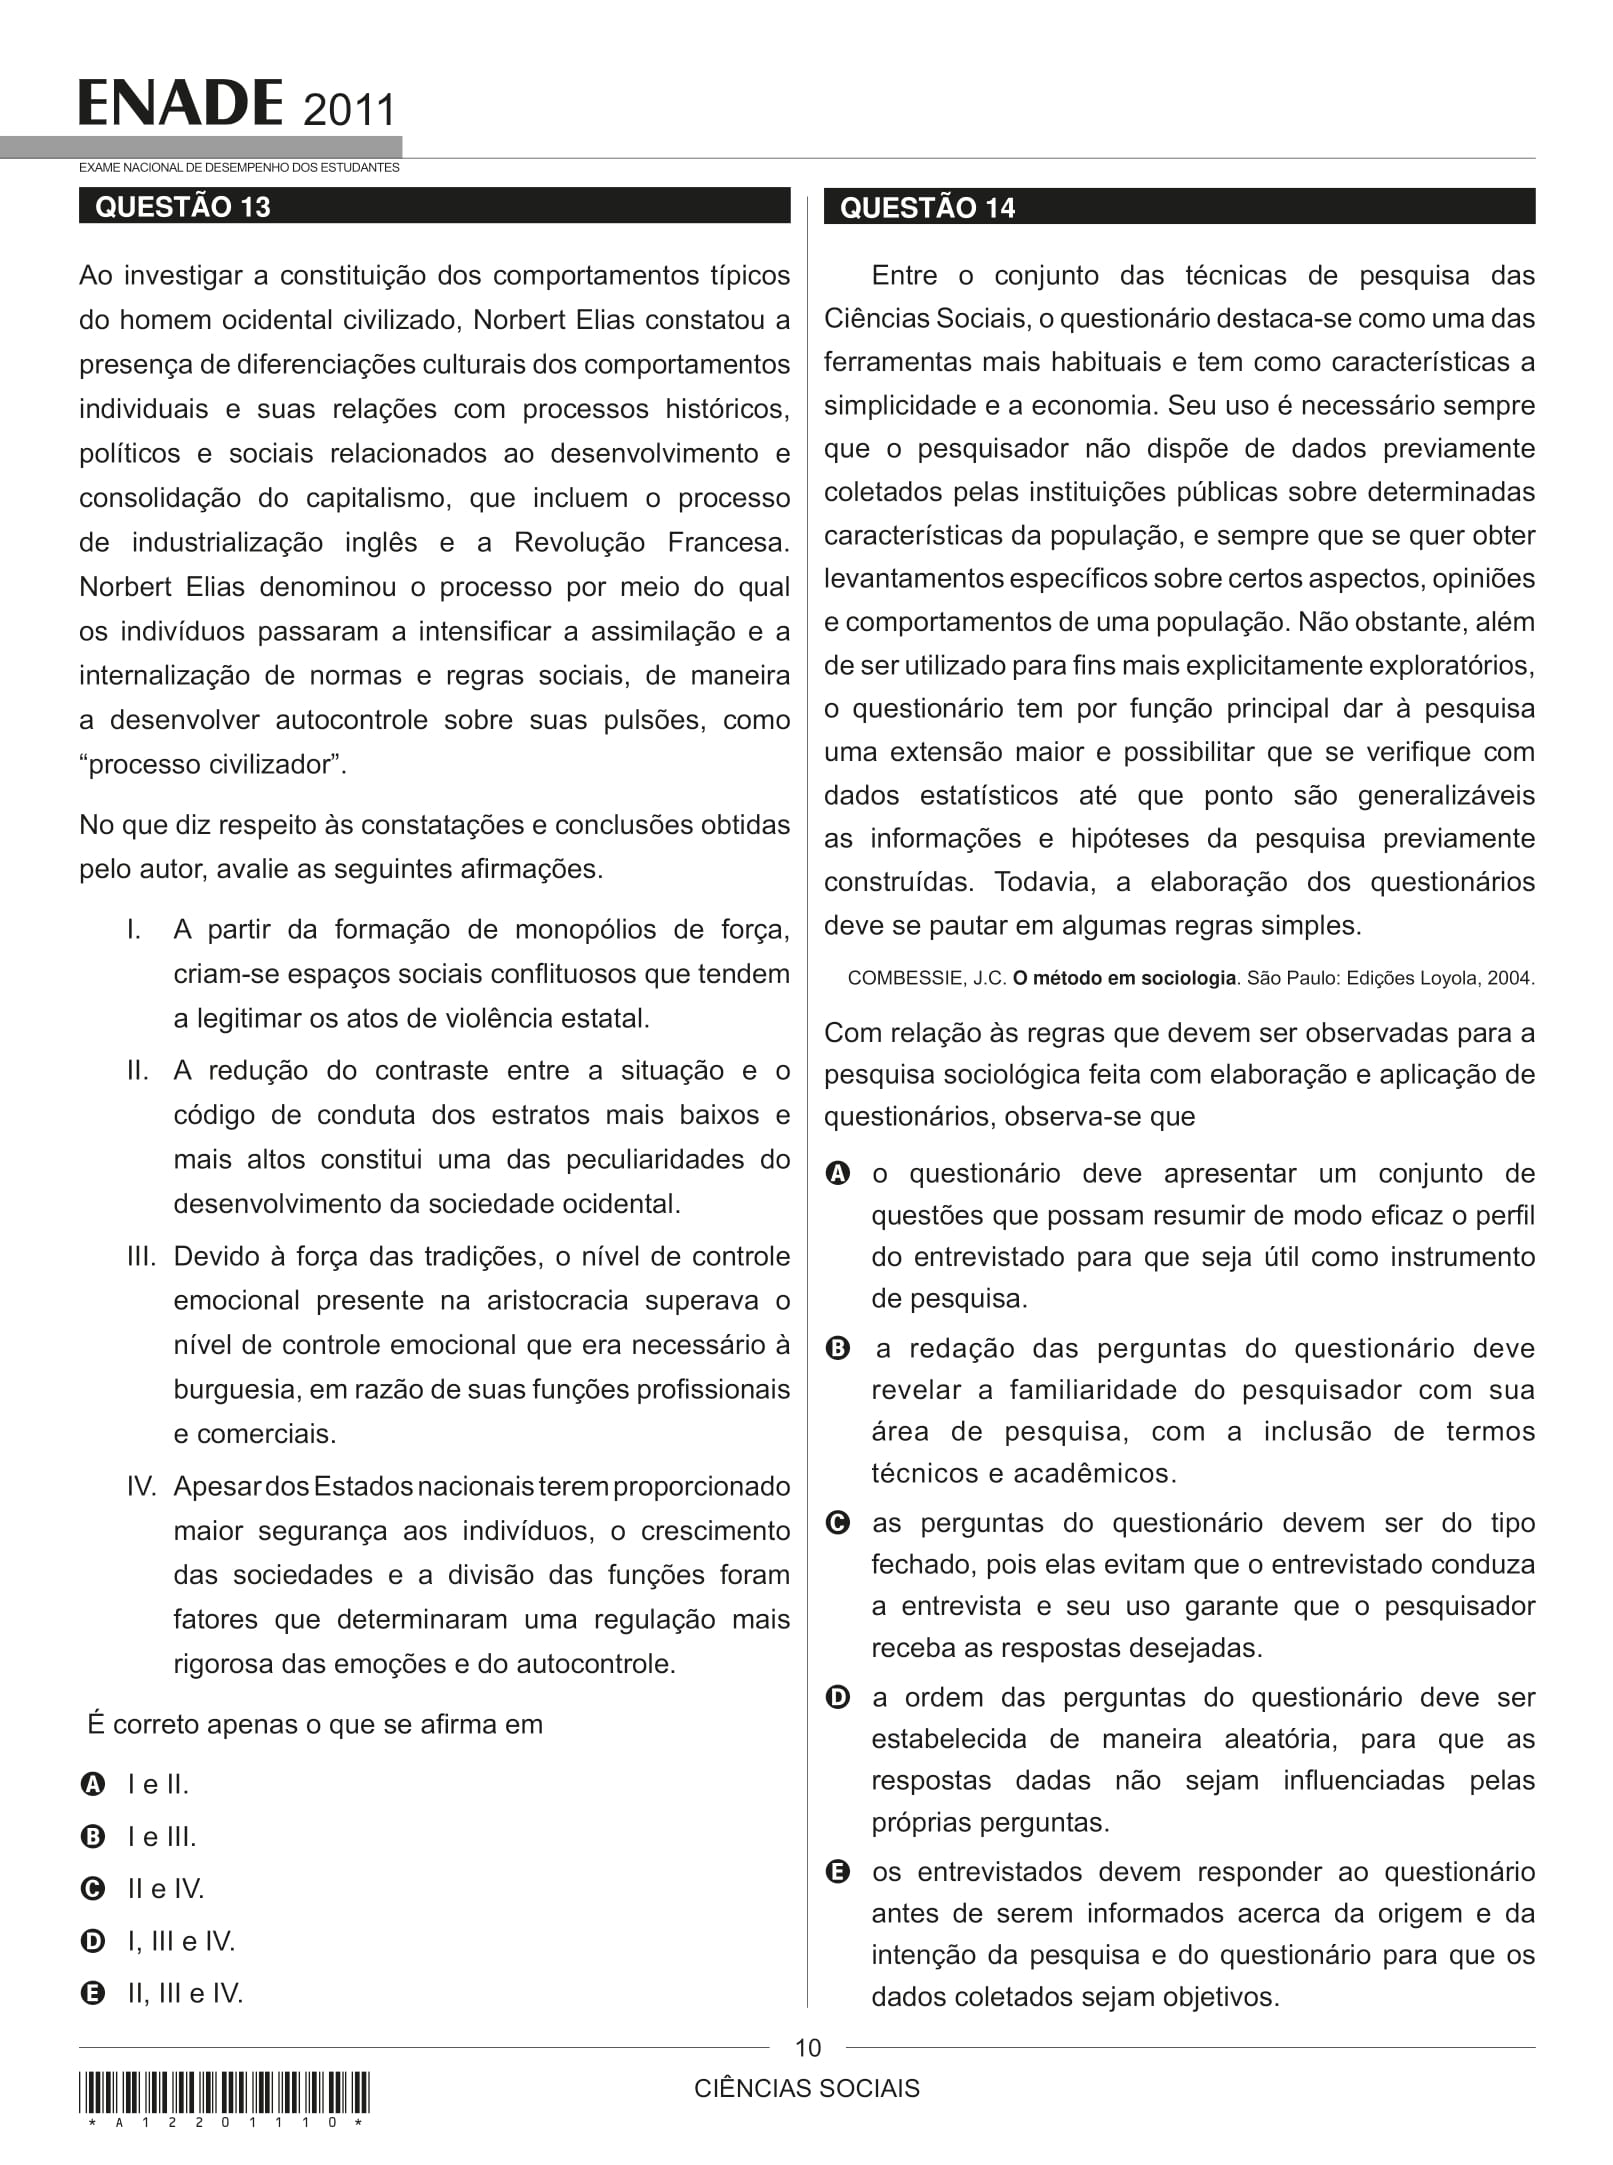 ENADE 2011
EXAME NACIONAL DE DESEMPENHO DOS ESTUDANTES
QUESTÃO 13
Ao investigar a constituição dos comportamentos típicos
do homem ocidental civilizado, Norbert Elias constatou a
presença de diferenciações culturais dos comportamentos
individuais e suas relações com processos históricos,
políticos e sociais relacionados ao desenvolvimento e
consolidação do capitalismo, que incluem o processo
de industrialização inglês e a Revolução Francesa.
Norbert Elias denominou o processo por meio do qual
os indivíduos passaram a intensificar a assimilação e a
internalização de normas e regras sociais, de maneira
a desenvolver autocontrole sobre suas pulsões, como
“processo civilizador”.
No que diz respeito às constatações e conclusões obtidas
pelo autor, avalie as seguintes afirmações.
I. A partir da formação de monopólios de força,
criam-se espaços sociais conflituosos que tendem
a legitimar os atos de violência estatal.
II. A redução do contraste entre a situação e o
código de conduta dos estratos mais baixos e
mais altos constitui uma das peculiaridades do
desenvolvimento da sociedade ocidental.
III. Devido à força das tradições, o nível de controle
emocional presente na aristocracia superava o
nível de controle emocional que era necessário à
burguesia, em razão de suas funções profissionais
e comerciais.
IV. Apesar dos Estados nacionais terem proporcionado
maior segurança aos indivíduos, o crescimento
das sociedades e a divisão das funções foram
fatores que determinaram uma regulação mais
rigorosa das emoções e do autocontrole.
É correto apenas o que se afirma em
A I e II.
B I e III.
C II e IV.
D I, III e IV.
E II, III e IV.
QUESTÃO 14
Entre o conjunto das técnicas de pesquisa das
Ciências Sociais, o questionário destaca-se como uma das
ferramentas mais habituais e tem como características a
simplicidade e a economia. Seu uso é necessário sempre
que o pesquisador não dispõe de dados previamente
coletados pelas instituições públicas sobre determinadas
características da população, e sempre que se quer obter
levantamentos específicos sobre certos aspectos, opiniões
e comportamentos de uma população. Não obstante, além
de ser utilizado para fins mais explicitamente exploratórios,
o questionário tem por função principal dar à pesquisa
uma extensão maior e possibilitar que se verifique com
dados estatísticos até que ponto são generalizáveis
as informações e hipóteses da pesquisa previamente
construídas. Todavia, a elaboração dos questionários
deve se pautar em algumas regras simples.
COMBESSIE, J.C. O método em sociologia. São Paulo: Edições Loyola, 2004.
Com relação às regras que devem ser observadas para a
pesquisa sociológica feita com elaboração e aplicação de
questionários, observa-se que
A o questionário deve apresentar um conjunto de
questões que possam resumir de modo eficaz o perfil
do entrevistado para que seja útil como instrumento
de pesquisa.
B a redação das perguntas do questionário deve
revelar a familiaridade do pesquisador com sua
área de pesquisa, com a inclusão de termos
técnicos e acadêmicos.
C as perguntas do questionário devem ser do tipo
fechado, pois elas evitam que o entrevistado conduza
a entrevista e seu uso garante que o pesquisador
receba as respostas desejadas.
D a ordem das perguntas do questionário deve ser
estabelecida de maneira aleatória, para que as
respostas dadas não sejam influenciadas pelas
próprias perguntas.
E os entrevistados devem responder ao questionário
antes de serem informados acerca da origem e da
intenção da pesquisa e do questionário para que os
dados coletados sejam objetivos.
10
CIÊNCIAS SOCIAIS
* A 1 2 2 0 1 1 1 0 *